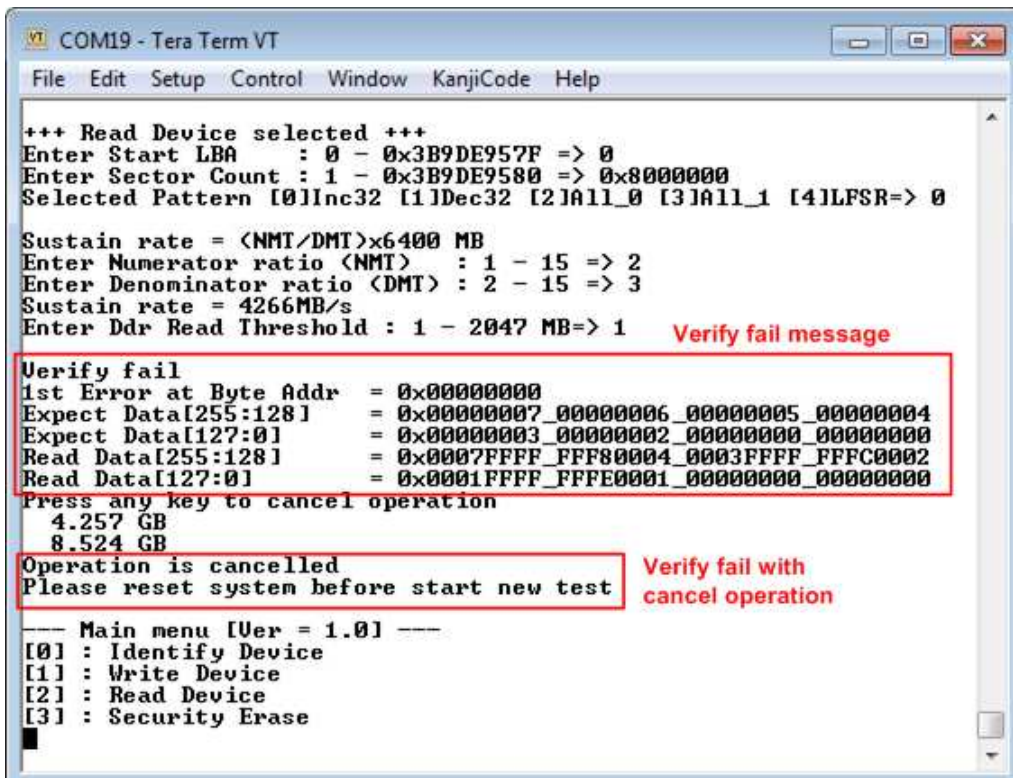 COM19 - Tera Term VT
File Edit Setup Control Window KanjiCode Help
+++ Read Device selected +++
Enter Start LBA : 0 - 0x3B9DE957F => 0
Enter Sector Count : 1 - 0x3B9DE9580 => 0x8000000
Selected Pattern [0]Inc32 [1]Dec32 [2]All_0 [3]All_1 [4]LFSR=> 0
Sustain rate = (NMT/DMT)x6400 MB
Enter Numerator ratio (NMT) : 1 - 15 => 2
Enter Denominator ratio (DMT) : 2 - 15 => 3
Sustain rate = 4266MB/s
Enter Ddr Read Threshold : 1 - 2047 MB=> 1
Verify fail message
Verify fail
1st Error at Byte Addr = 0x00000000
Expect Data[255:128] = 0x00000007_00000006_00000005_00000004
Expect Data[127:0] = 0x00000003_00000002_00000000_00000000
Read Data[255:128] = 0x0007FFFF_FFF80004_0003FFFF_FFFC0002
Read Data[127:0] = 0x0001FFFF_FFFE0001_00000000_00000000
Press any key to cancel operation
4.257 GB
8.524 GB
Operation is cancelled
Please reset system before start new test
Verify fail with
cancel operation
--- Main menu [Ver = 1.0] ---
[0] : Identify Device
[1] : Write Device
[2] : Read Device
[3] : Security Erase